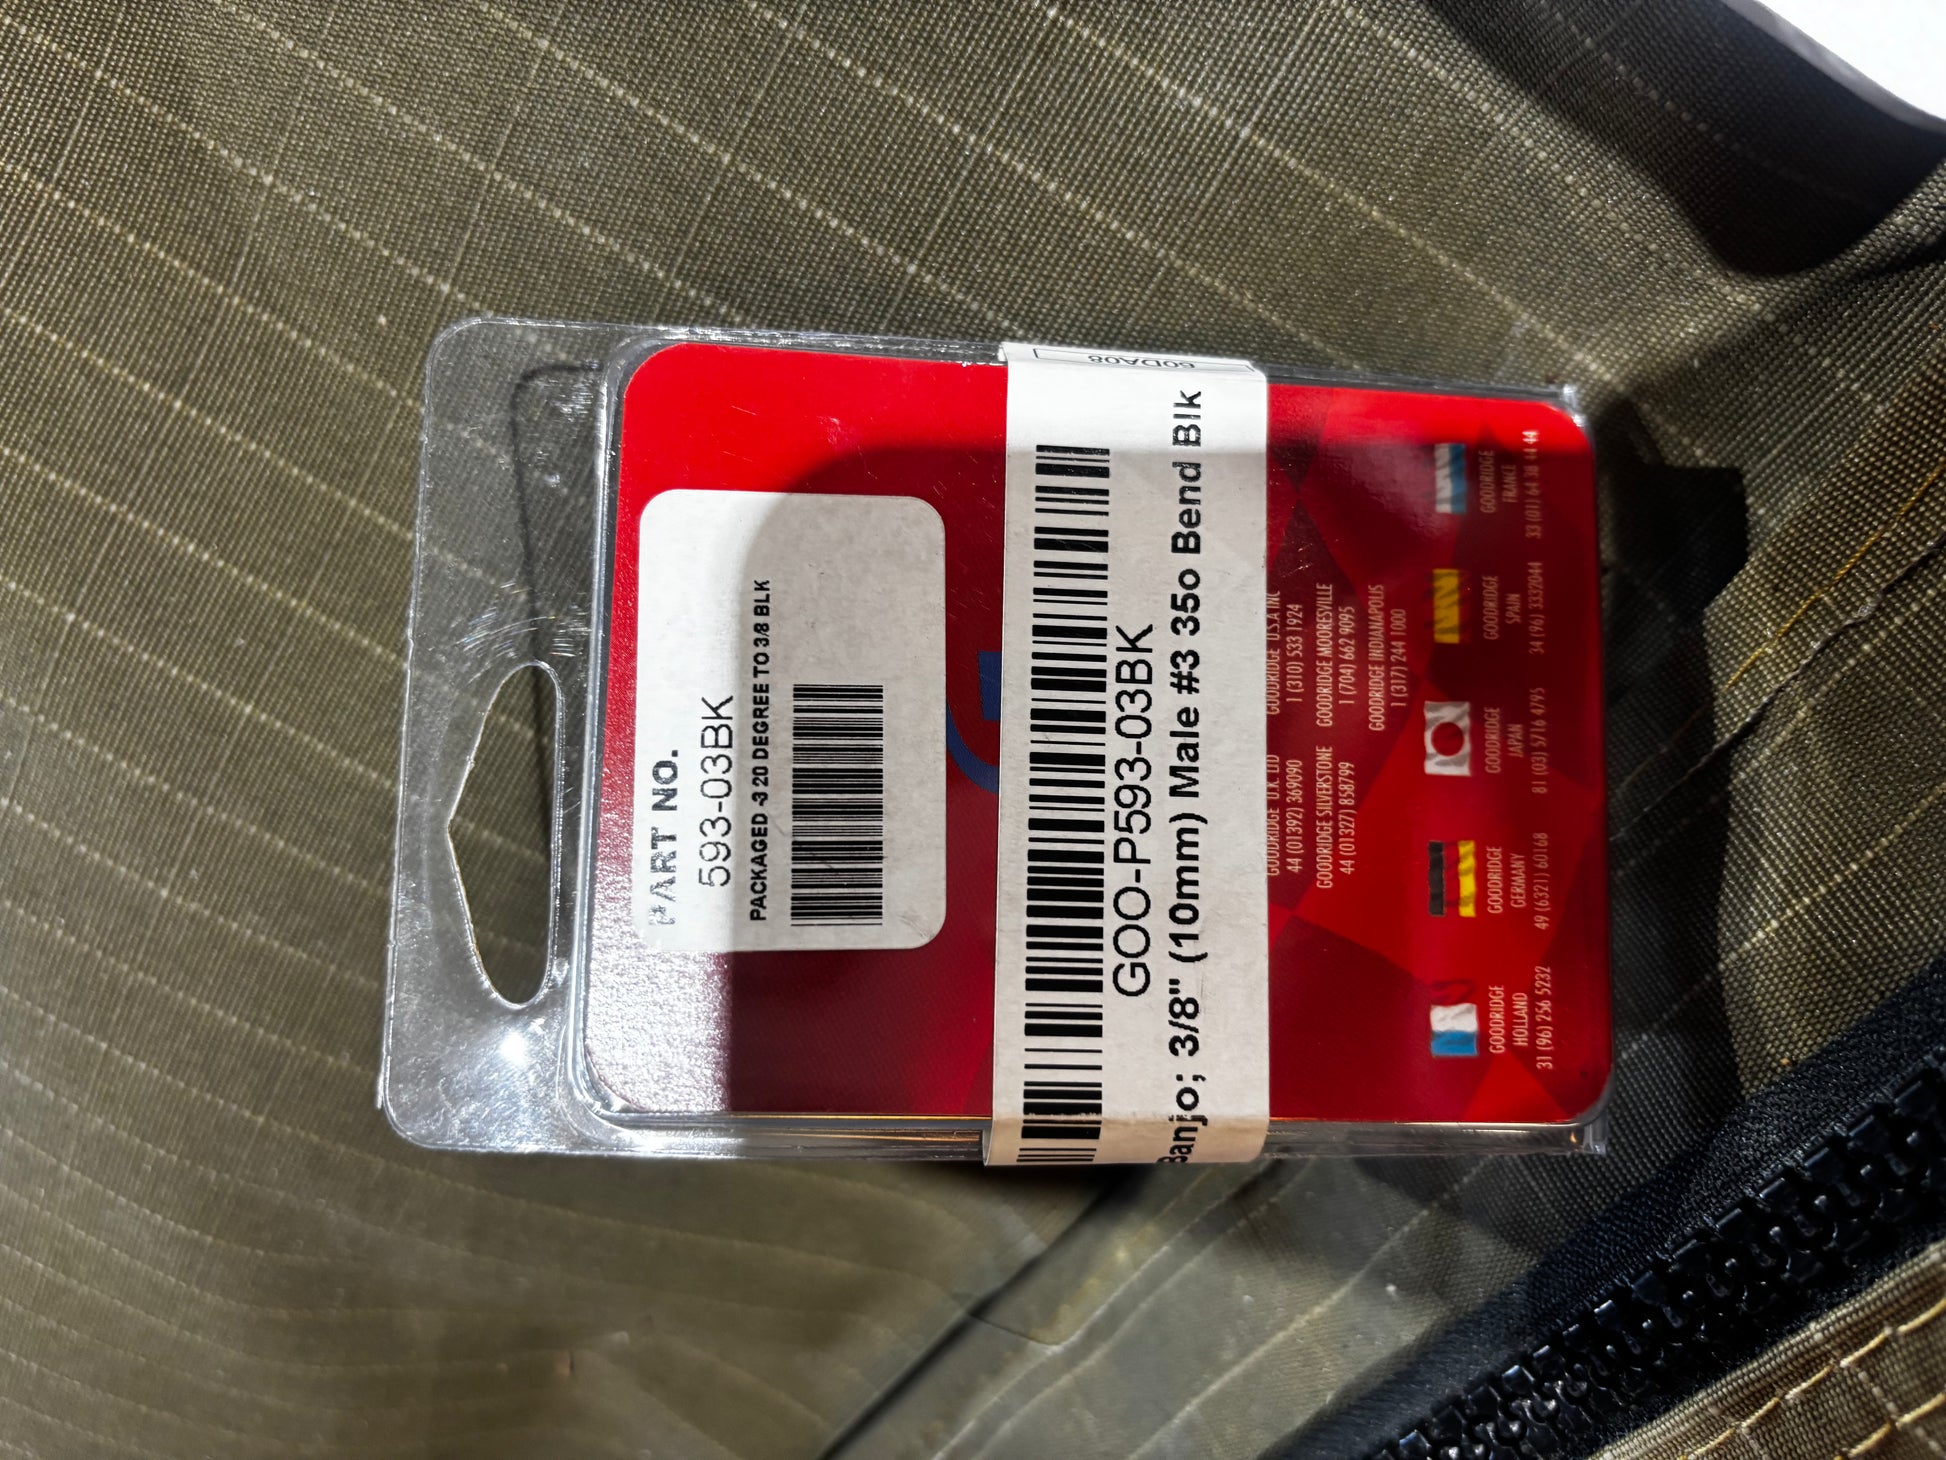 PART NO.
593-03BK
PACKAGED -3 20 DEGREE TO 3/8 BLK
60DA08
GOO-P593-03BK
Banjo; 3/8" (10mm) Male #3 35o Bend Blk
GOODRIDGE U.K. LTD
44 (01392) 369090
GOODRIDGE SILVERSTONE
44 (01327) 858799
GOODRIDGE U.S.A INC
1 (310) 533 1924
GOODRIDGE MOORESVILLE
1 (704) 662 9095
GOODRIDGE INDIANAPOLIS
1 (317) 244 1000
GOODRIDGE
HOLLAND
31 (96) 256 5232
GOODRIDGE
GERMANY
49 (6321) 60168
GOODRIDGE
JAPAN
81 (03) 5716 4795
GOODRIDGE
SPAIN
34 (96) 3332044
GOODRIDGE
FRANCE
33 (01) 64 38 44 44